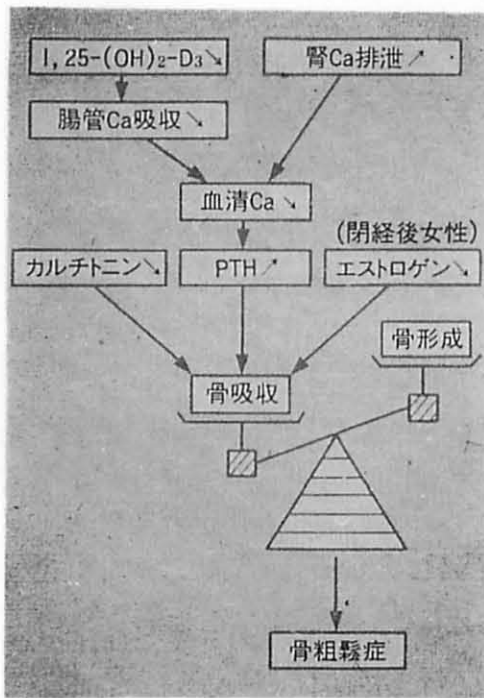 1,25-(OH)₂-D₃↘
腎Ca排泄↗
腸管Ca吸収↘
血清Ca↘
(閉経後女性)
カルチトニン↘
PTH↗
エストロゲン↘
骨形成
骨吸収
骨粗鬆症